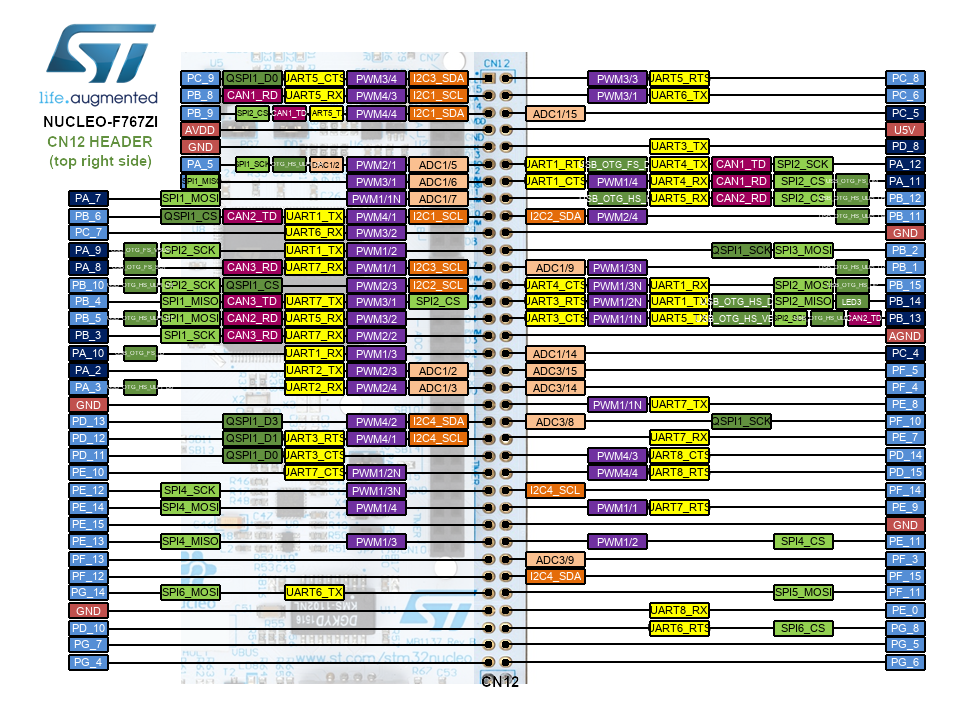 life.augmented
NUCLEO-F767ZI
CN12 HEADER
(top right side)
CN12
PC_9 QSPI1_D0 UART5_CTS PWM3/4 I2C3_SDA PWM3/3 UART5_RTS PC_8
PB_8 CAN1_RD UART5_RX PWM4/3 I2C1_SCL PWM3/1 UART6_TX PC_6
PB_9 SPI2_CS CAN1_TD UART5_TX PWM4/4 I2C1_SDA ADC1/15 PC_5
AVDD U5V
GND UART3_TX PD_8
PA_5 SPI1_SCK DAC1/2 PWM2/1 ADC1/5 UART1_RTS USB_OTG_FS_D UART4_TX CAN1_TD SPI2_SCK PA_12
SPI1_MISO PWM3/1 ADC1/6 UART1_CTS PWM1/4 UART4_RX CAN1_RD SPI2_CS PA_11
PA_7 SPI1_MOSI PWM1/1N ADC1/7 UART5_RX CAN2_RD SPI2_CS PB_12
PB_6 QSPI1_CS CAN2_TD UART1_TX PWM4/1 I2C1_SCL I2C2_SDA PWM2/4 PB_11
PC_7 UART6_RX PWM3/2 GND
PA_9 SPI2_SCK UART1_TX PWM1/2 QSPI1_SCK SPI3_MOSI PB_2
PA_8 CAN3_RD UART7_RX PWM1/1 I2C3_SCL ADC1/9 PWM1/3N PB_1
PB_10 SPI2_SCK QSPI1_CS PWM2/3 I2C2_SCL UART4_CTS PWM1/3N UART1_RX SPI2_MOSI PB_15
PB_4 SPI1_MISO CAN3_TD UART7_TX PWM3/1 SPI2_CS UART3_RTS PWM1/2N UART1_TX SPI2_MISO LED3 PB_14
PB_5 SPI1_MOSI CAN2_RD UART5_RX PWM3/2 UART3_CTS PWM1/1N UART5_TX SPI2_SCK CAN2_TD PB_13
PB_3 SPI1_SCK CAN3_RD UART7_RX PWM2/2 AGND
PA_10 UART1_RX PWM1/3 ADC1/14 PC_4
PA_2 UART2_TX PWM2/3 ADC1/2 ADC3/15 PF_5
PA_3 UART2_RX PWM2/4 ADC1/3 ADC3/14 PF_4
GND PWM1/1N UART7_TX PE_8
PD_13 QSPI1_D3 PWM4/2 I2C4_SDA ADC3/8 QSPI1_SCK PF_10
PD_12 QSPI1_D1 UART3_RTS PWM4/1 I2C4_SCL UART7_RX PE_7
PD_11 QSPI1_D0 UART3_CTS PWM4/3 UART8_CTS PD_14
PE_10 UART7_CTS PWM1/2N PWM4/4 UART8_RTS PD_15
PE_12 SPI4_SCK PWM1/3N I2C4_SCL PF_14
PE_14 SPI4_MOSI PWM1/4 PWM1/1 UART7_RTS PE_9
PE_15 GND
PE_13 SPI4_MISO PWM1/3 PWM1/2 SPI4_CS PE_11
PF_13 ADC3/9 PF_3
PF_12 I2C4_SDA PF_15
PG_14 SPI6_MOSI UART6_TX SPI5_MOSI PF_11
GND UART8_RX PE_0
PD_10 UART6_RTS SPI6_CS PG_8
PG_7 PG_5
PG_4 PG_6
www.st.com/stm32nucleo
CN12